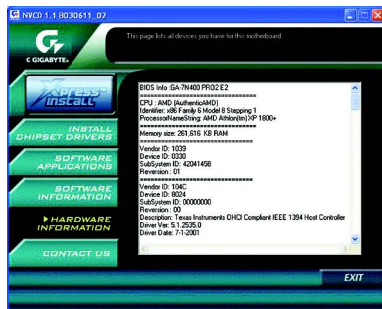 NVCD 1.1 B030611_02
This page lists all devices you have for this motherboard
GIGABYTE
Xpress™
INSTALL
INSTALL
CHIPSET DRIVERS
SOFTWARE
APPLICATIONS
SOFTWARE
INFORMATION
HARDWARE
INFORMATION
CONTACT US
BIOS Info :GA-7N400 PRO2 E2
================================
CPU : AMD (AuthenticAMD)
Identifier: x86 Family 6 Model 8 Stepping 1
ProcessorNameString: AMD Athlon(tm) XP 1800+
================================
Memory size: 261,616 KB RAM
================================
Vendor ID: 1039
Device ID: 0330
SubSystem ID: 42041458
Reversion : 01
================================
Vendor ID: 104C
Device ID: 8024
SubSystem ID: 00000000
Reversion : 00
Description: Texas Instruments OHCI Compliant IEEE 1394 Host Controller
Driver Ver: 5.1.2535.0
Driver Date: 7-1-2001
EXIT